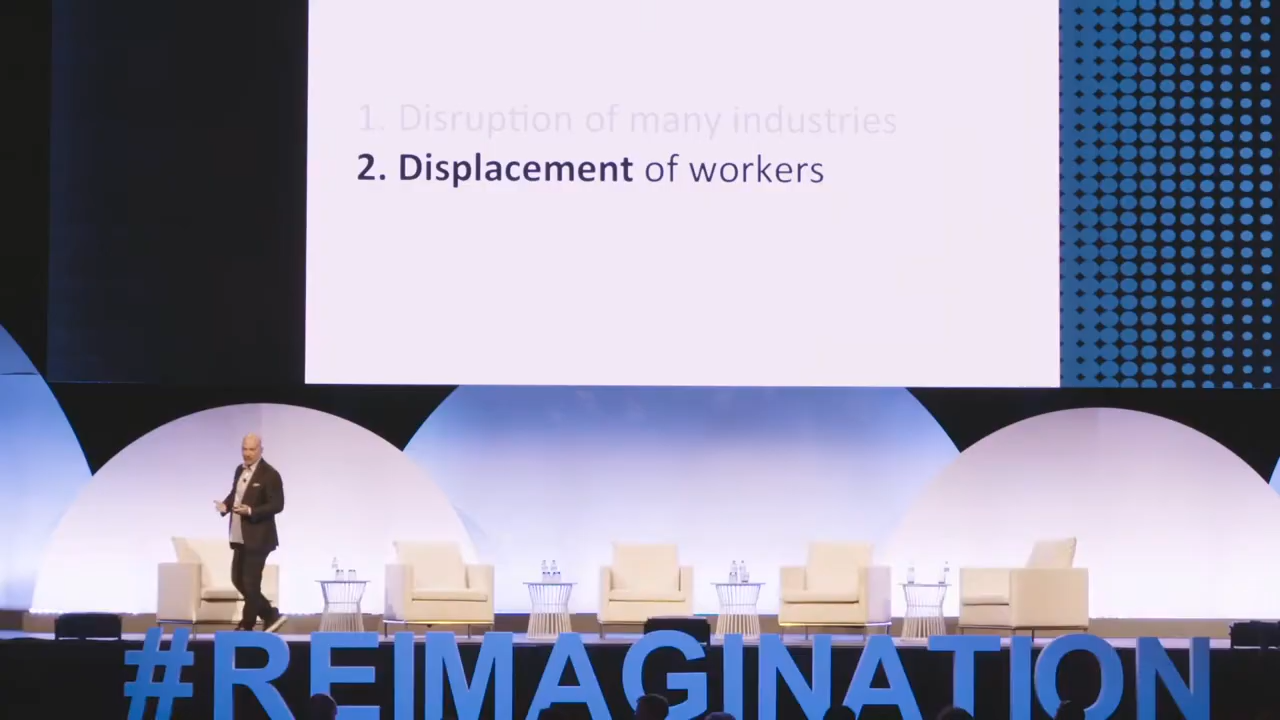 1. Disruption of many industries
2. Displacement of workers
#REIMAGINATION